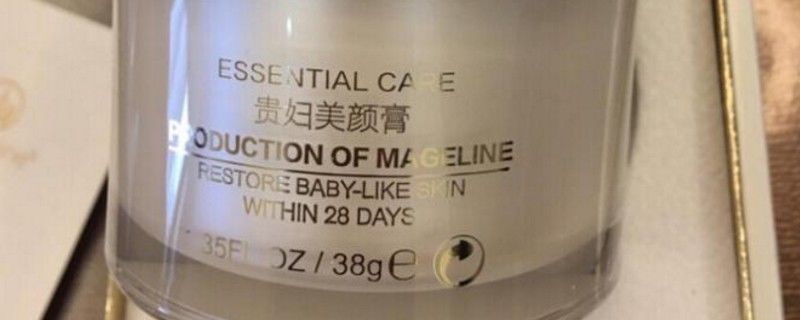 ESSENTIAL CARE
贵妇美颜膏
PRODUCTION OF MAGELINE
RESTORE BABY-LIKE SKIN
WITHIN 28 DAYS
35FL OZ / 38g ℮